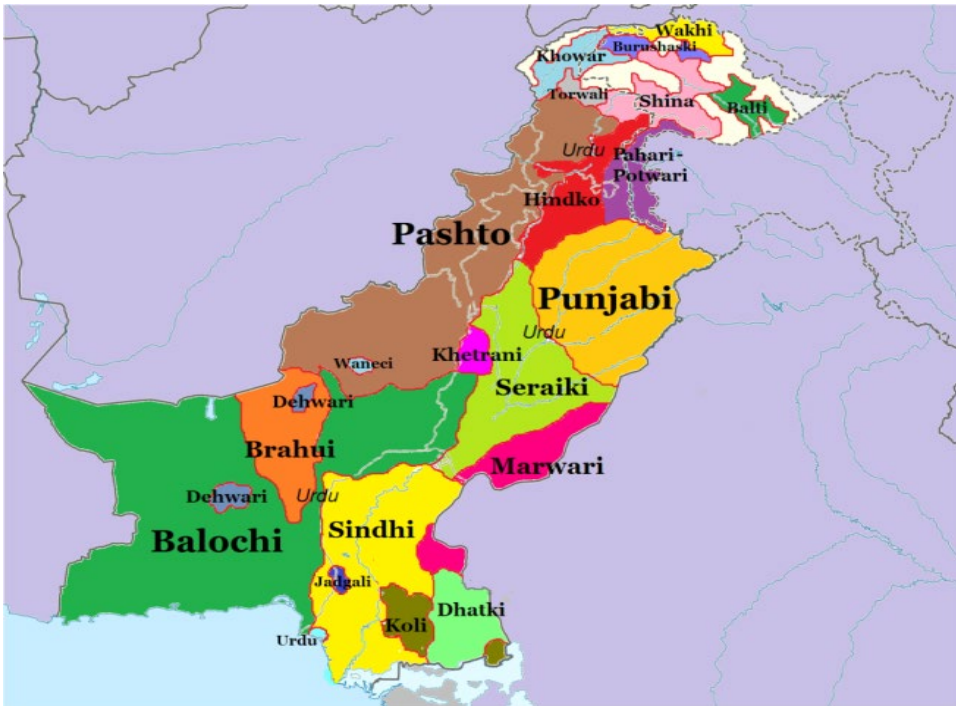 Wakhi
Burushaski
Khowar
Torwali
Shina
Balti
Urdu
Pahari-
Potwari
Hindko
Pashto
Punjabi
Urdu
Khetrani
Waneci
Seraiki
Dehwari
Brahui
Marwari
Dehwari
Urdu
Sindhi
Balochi
Jadgali
Dhatki
Koli
Urdu